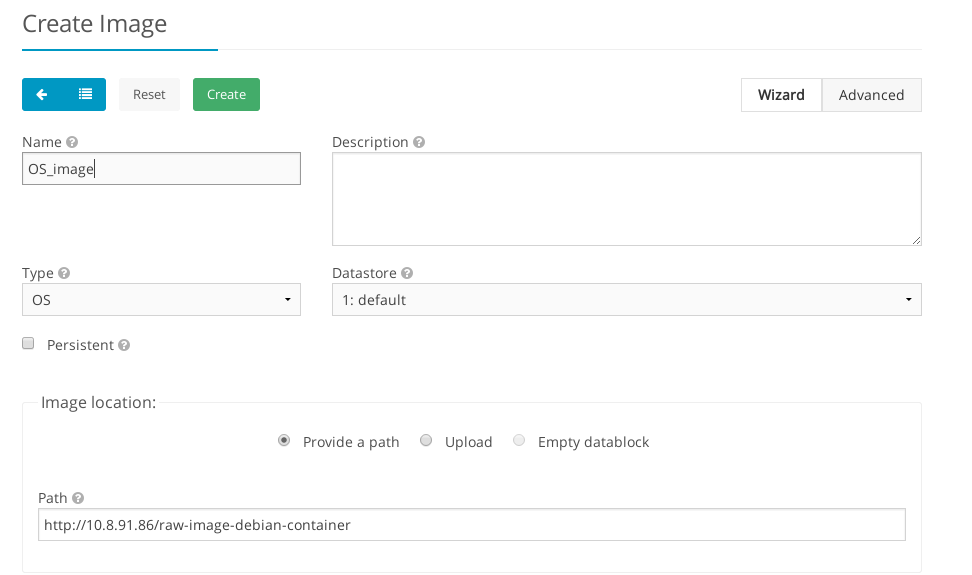 Create Image
Reset Create Wizard Advanced
Name Description
OS_image
Type Datastore
OS 1: default
Persistent
Image location:
Provide a path Upload Empty datablock
Path
http://10.8.91.86/raw-image-debian-container